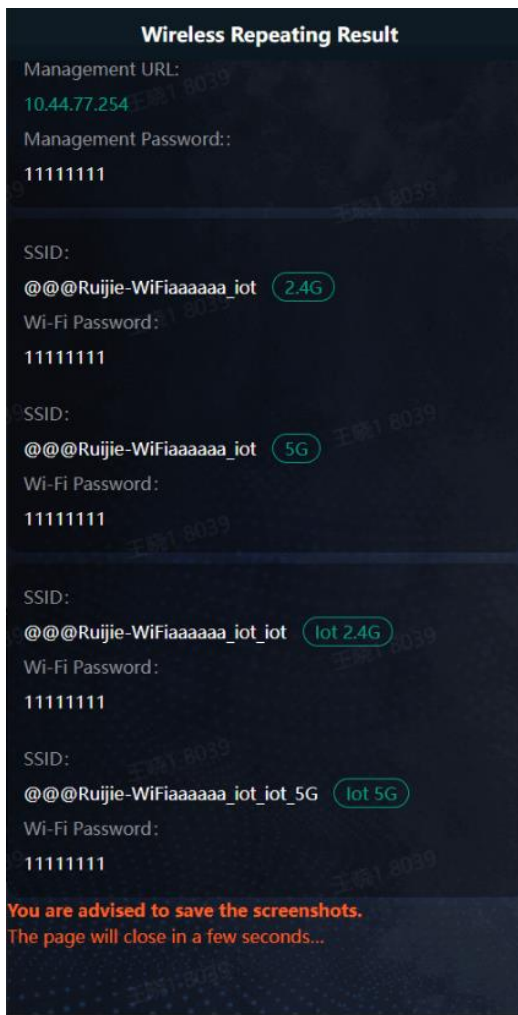 Wireless Repeating Result
Management URL:
10.44.77.254
Management Password::
11111111
SSID:
@@@Ruijie-WiFiaaaaaa_iot 2.4G
Wi-Fi Password:
11111111
SSID:
@@@Ruijie-WiFiaaaaaa_iot 5G
Wi-Fi Password:
11111111
SSID:
@@@Ruijie-WiFiaaaaaa_iot_iot Iot 2.4G
Wi-Fi Password:
11111111
SSID:
@@@Ruijie-WiFiaaaaaa_iot_iot_5G Iot 5G
Wi-Fi Password:
11111111
You are advised to save the screenshots.
The page will close in a few seconds...